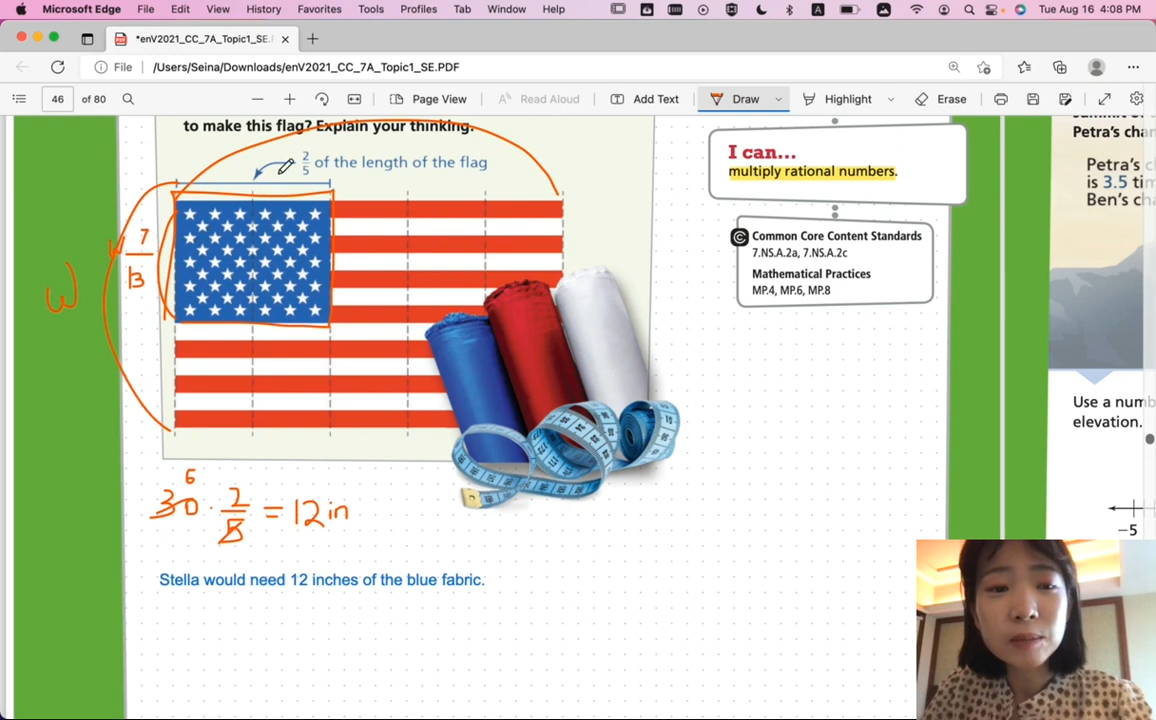 Microsoft Edge File Edit View History Favorites Tools Profiles Tab Window Help A Tue Aug 16 4:08 PM
*enV2021_CC_7A_Topic1_SE.
File /Users/Seina/Downloads/enV2021_CC_7A_Topic1_SE.PDF
46 of 80 Page View Read Aloud Add Text Draw Highlight Erase
to make this flag? Explain your thinking.
2/5 of the length of the flag
W
7/13
30 6 · 2/5 = 12 in
Stella would need 12 inches of the blue fabric.
I can...
multiply rational numbers.
Common Core Content Standards
7.NS.A.2a, 7.NS.A.2c
Mathematical Practices
MP.4, MP.6, MP.8
Petra's
Petra's
is 3.5
Ben's
Use a
elevation.
−5